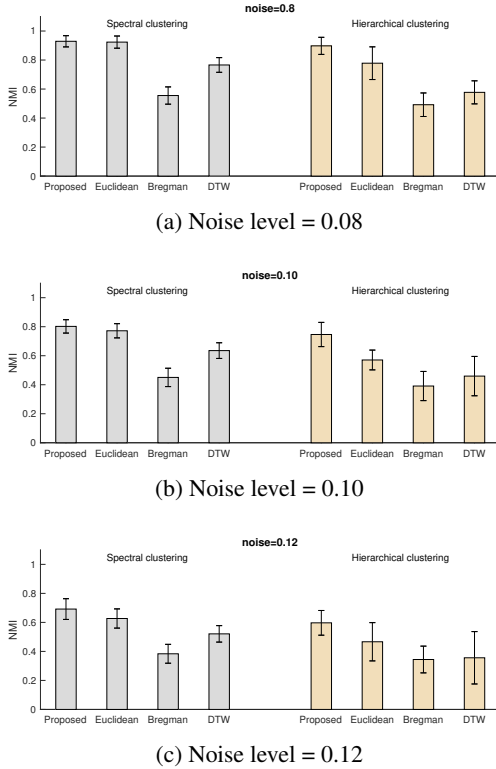 noise=0.8
Spectral clustering Hierarchical clustering
1
0.8
0.6
0.4
0.2
0
NMI
Proposed Euclidean Bregman DTW Proposed Euclidean Bregman DTW
(a) Noise level = 0.08
noise=0.10
Spectral clustering Hierarchical clustering
1
0.8
0.6
0.4
0.2
0
NMI
Proposed Euclidean Bregman DTW Proposed Euclidean Bregman DTW
(b) Noise level = 0.10
noise=0.12
Spectral clustering Hierarchical clustering
1
0.8
0.6
0.4
0.2
0
NMI
Proposed Euclidean Bregman DTW Proposed Euclidean Bregman DTW
(c) Noise level = 0.12